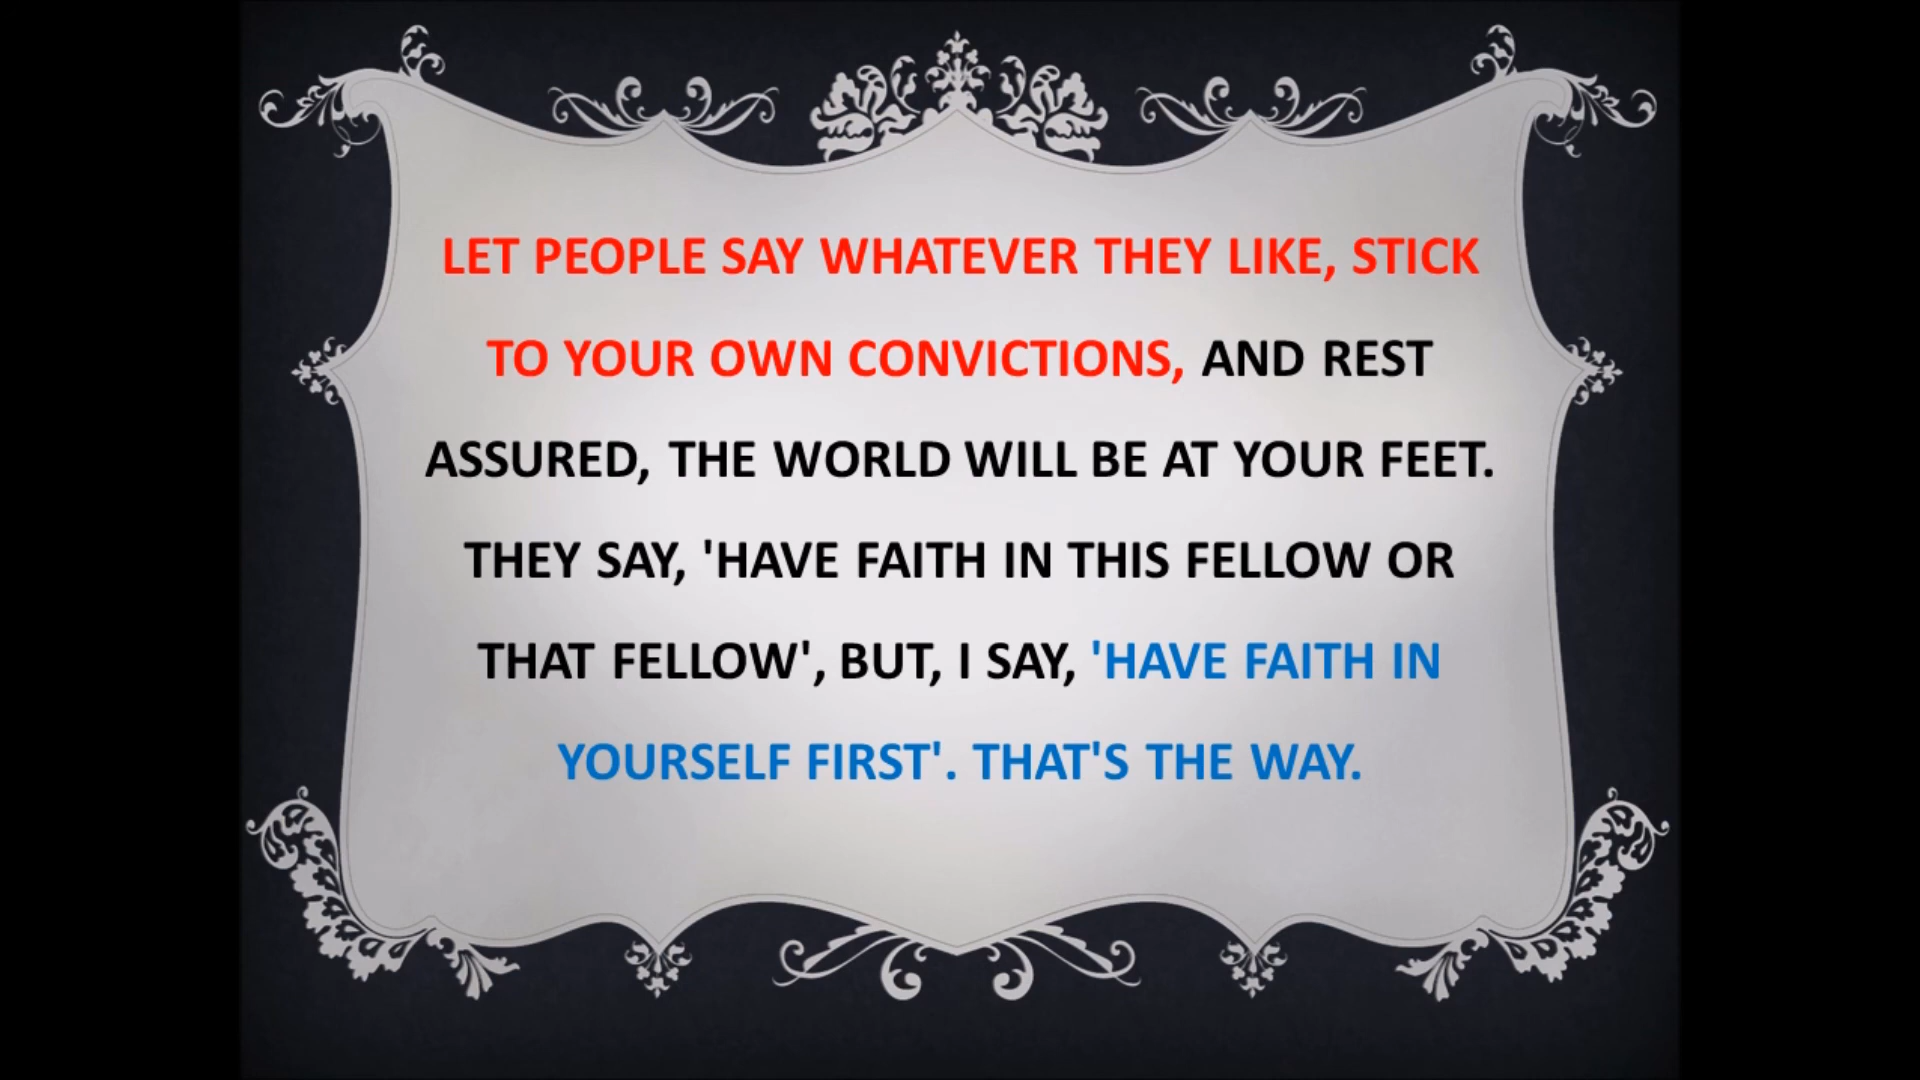 LET PEOPLE SAY WHATEVER THEY LIKE, STICK
TO YOUR OWN CONVICTIONS, AND REST
ASSURED, THE WORLD WILL BE AT YOUR FEET.
THEY SAY, 'HAVE FAITH IN THIS FELLOW OR
THAT FELLOW', BUT, I SAY, 'HAVE FAITH IN
YOURSELF FIRST'. THAT'S THE WAY.